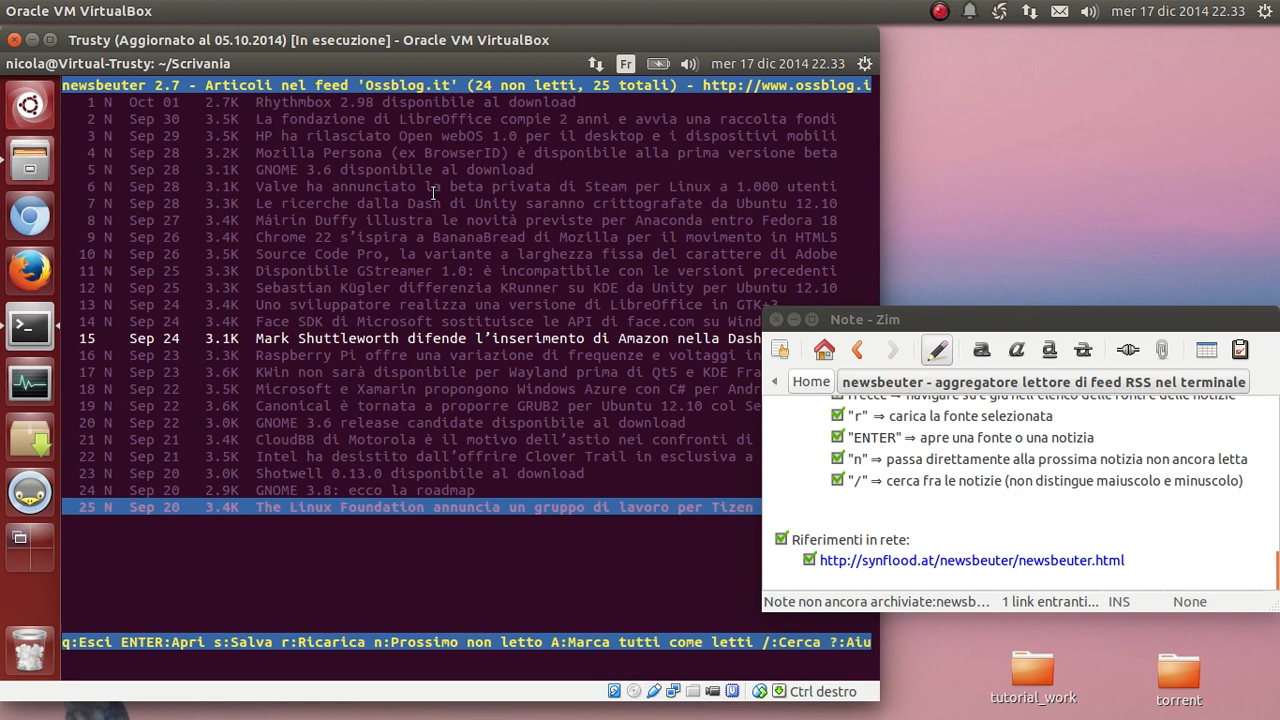 Oracle VM VirtualBox
mer 17 dic 2014 22.33
Trusty (Aggiornato al 05.10.2014) [In esecuzione] - Oracle VM VirtualBox
nicola@Virtual-Trusty: ~/Scrivania
Fr
mer 17 dic 2014 22.33
newsbeuter 2.7 - Articoli nel feed 'Ossblog.it' (24 non letti, 25 totali) - http://www.ossblog.i
1 N Oct 01 2.7K Rhythmbox 2.98 disponibile al download
2 N Sep 30 3.5K La fondazione di LibreOffice compie 2 anni e avvia una raccolta fondi
3 N Sep 29 3.5K HP ha rilasciato Open webOS 1.0 per il desktop e i dispositivi mobili
4 N Sep 28 3.2K Mozilla Persona (ex BrowserID) è disponibile alla prima versione beta
5 N Sep 28 3.1K GNOME 3.6 disponibile al download
6 N Sep 28 3.1K Valve ha annunciato la beta privata di Steam per Linux a 1.000 utenti
7 N Sep 28 3.3K Le ricerche dalla Dash di Unity saranno crittografate da Ubuntu 12.10
8 N Sep 27 3.4K Máirin Duffy illustra le novità previste per Anaconda entro Fedora 18
9 N Sep 26 3.4K Chrome 22 s’ispira a BananaBread di Mozilla per il movimento in HTML5
10 N Sep 26 3.5K Source Code Pro, la variante a larghezza fissa del carattere di Adobe
11 N Sep 25 3.3K Disponibile GStreamer 1.0: è incompatibile con le versioni precedenti
12 N Sep 25 3.3K Sebastian Kügler differenzia KRunner su KDE da Unity per Ubuntu 12.10
13 N Sep 24 3.4K Uno sviluppatore realizza una versione di LibreOffice in GTK+3
14 N Sep 24 3.4K Face SDK di Microsoft sostituisce le API di face.com su Wind
15 Sep 24 3.1K Mark Shuttleworth difende l’inserimento di Amazon nella Dash
16 N Sep 23 3.3K Raspberry Pi offre una variazione di frequenze e voltaggi in
17 N Sep 23 3.3K KWin non sarà disponibile per Wayland prima di Qt5 e KDE Fra
18 N Sep 22 3.5K Microsoft e Xamarin propongono Windows Azure con C# per Andr
19 N Sep 22 3.6K Canonical è tornata a proporre GRUB2 per Ubuntu 12.10 col Se
20 N Sep 22 3.0K GNOME 3.6 release candidate disponibile al download
21 N Sep 21 3.4K CloudBB di Motorola è il motivo dell’astio nei confronti di
22 N Sep 21 3.5K Intel ha desistito dall’offrire Clover Trail in esclusiva a
23 N Sep 20 3.0K Shotwell 0.13.0 disponibile al download
24 N Sep 20 2.9K GNOME 3.8: ecco la roadmap
25 N Sep 20 3.4K The Linux Foundation annuncia un gruppo di lavoro per Tizen
q:Esci ENTER:Apri s:Salva r:Ricarica n:Prossimo non letto A:Marca tutti come letti /:Cerca ?:Aiu
Ctrl destro
Note - Zim
Home
newsbeuter - aggregatore lettore di feed RSS nel terminale
frecce ⇒ navigare su e giù nell'elenco delle fonti e delle notizie
"r" ⇒ carica la fonte selezionata
"ENTER" ⇒ apre una fonte o una notizia
"n" ⇒ passa direttamente alla prossima notizia non ancora letta
"/" ⇒ cerca fra le notizie (non distingue maiuscolo e minuscolo)
Riferimenti in rete:
http://synflood.at/newsbeuter/newsbeuter.html
Note non ancora archiviate:newsb...
1 link entranti...
INS
None
tutorial_work
torrent